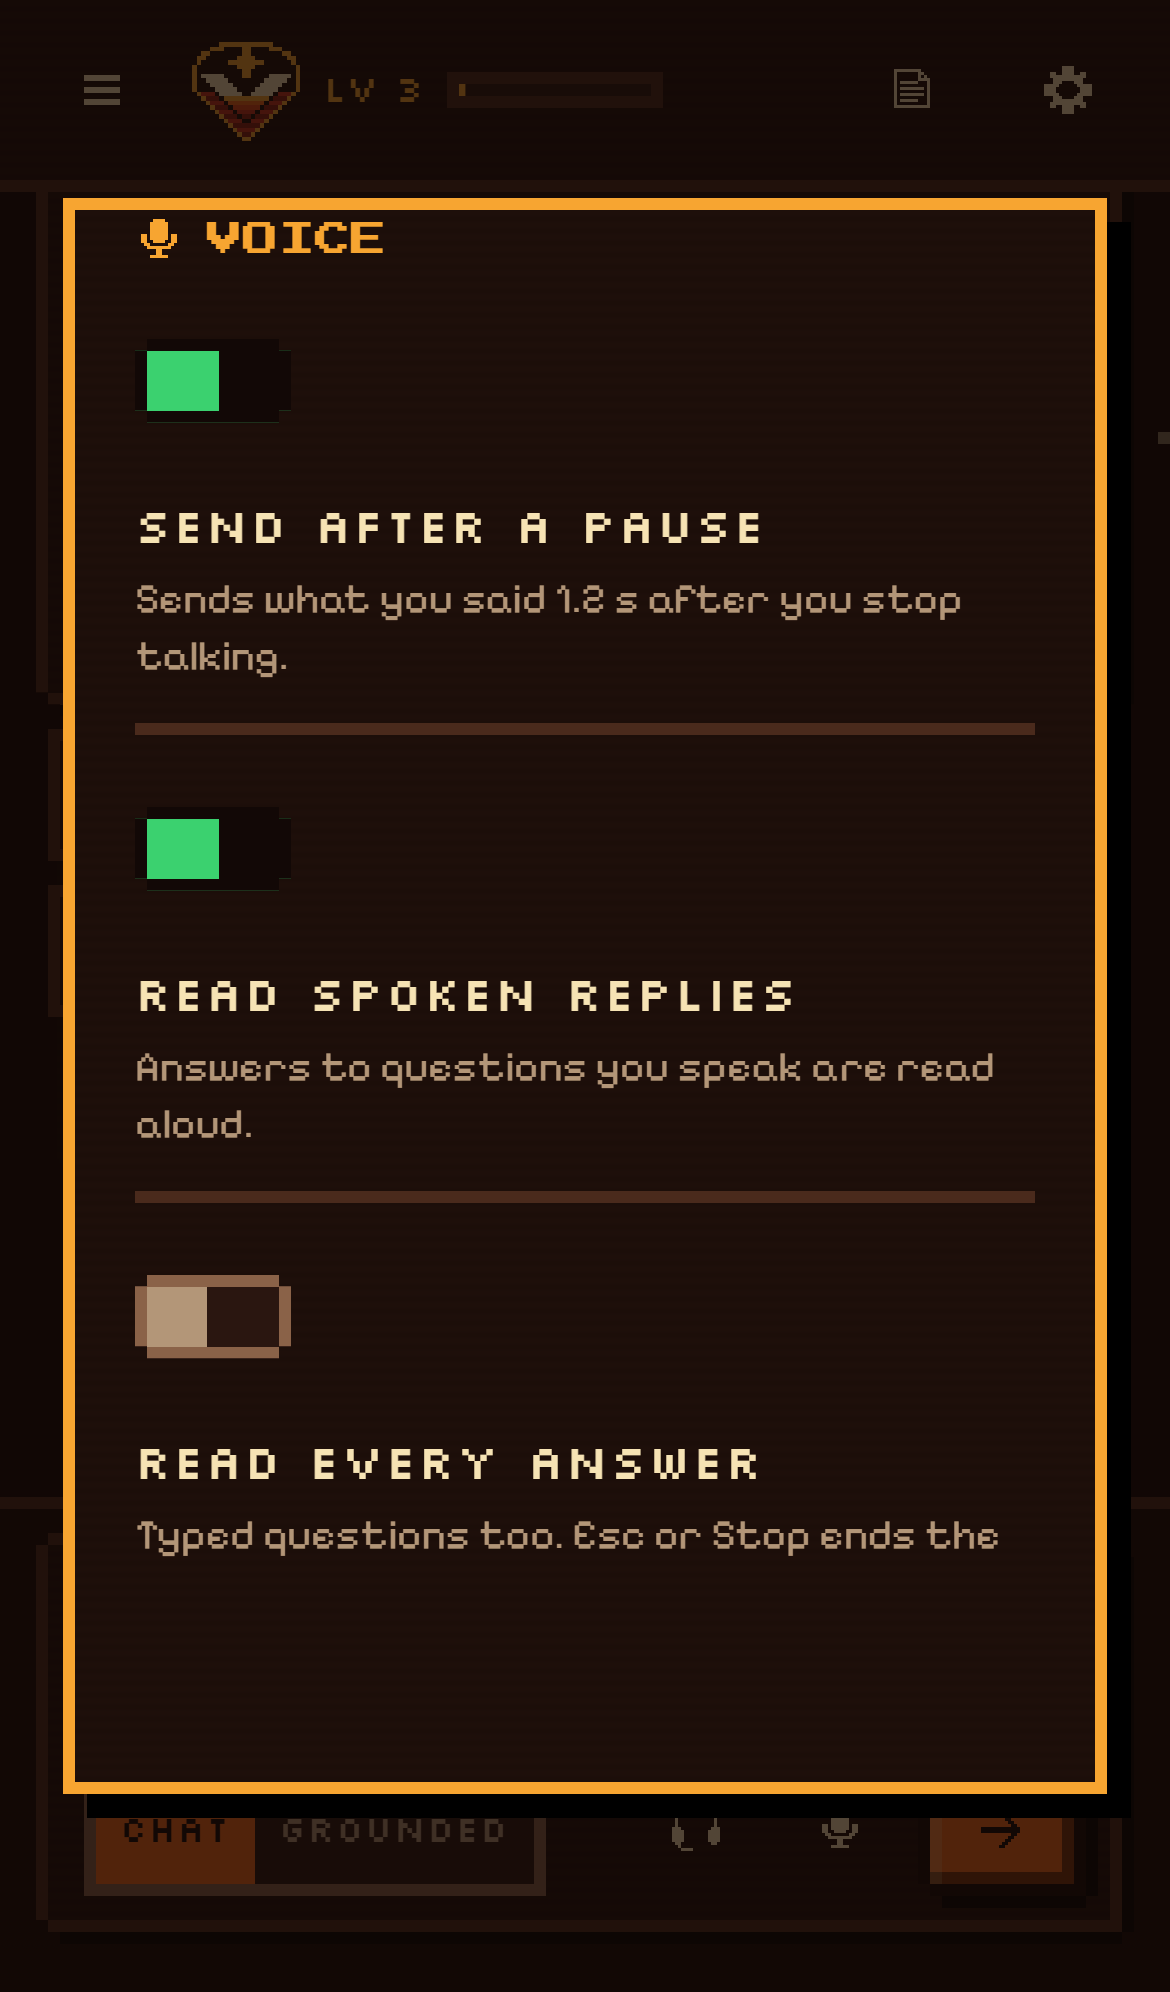 LV 3
VOICE
SEND AFTER A PAUSE
Sends what you said 1.2 s after you stop
talking.
READ SPOKEN REPLIES
Answers to questions you speak are read
aloud.
READ EVERY ANSWER
Typed questions too. Esc or Stop ends the
CHAT GROUNDED